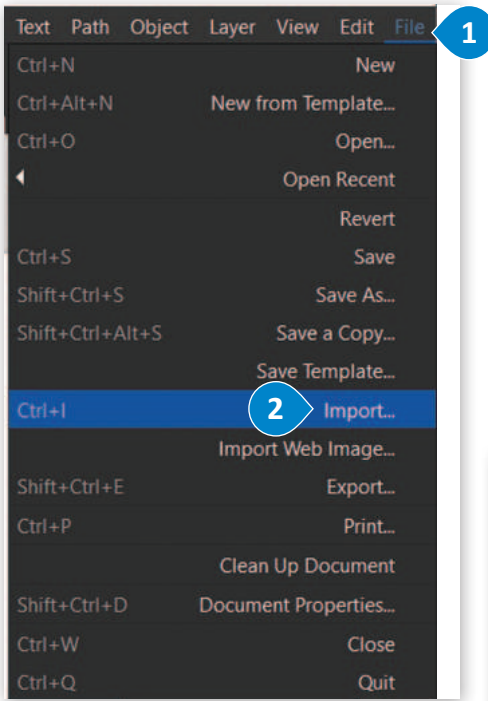 Text Path Object Layer View Edit File 1
Ctrl+N New
Ctrl+Alt+N New from Template...
Ctrl+O Open...
Open Recent
Revert
Ctrl+S Save
Shift+Ctrl+S Save As...
Shift+Ctrl+Alt+S Save a Copy...
Save Template...
Ctrl+I 2 Import...
Import Web Image...
Shift+Ctrl+E Export...
Ctrl+P Print...
Clean Up Document
Shift+Ctrl+D Document Properties...
Ctrl+W Close
Ctrl+Q Quit